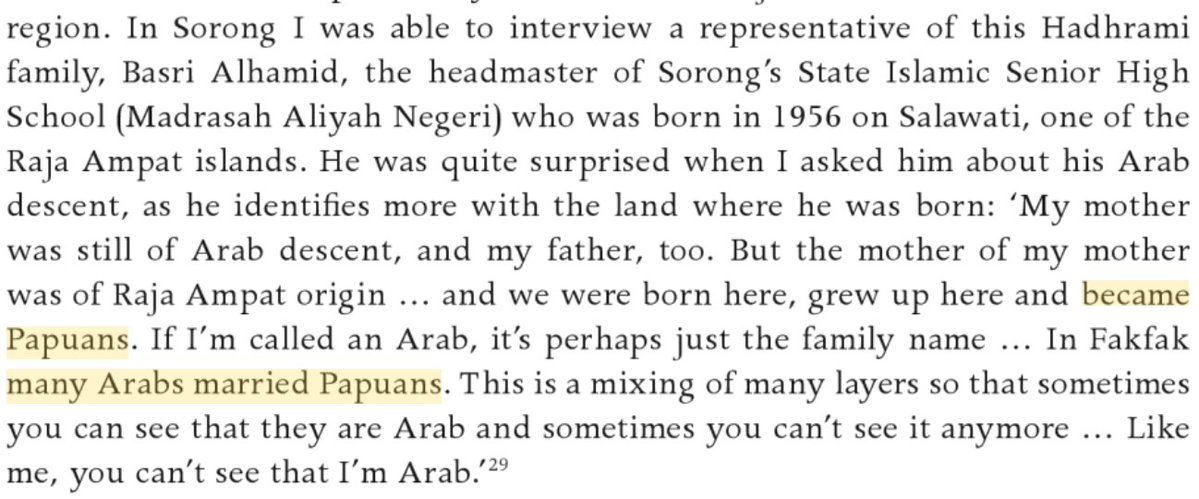 region. In Sorong I was able to interview a representative of this Hadhrami
family, Basri Alhamid, the headmaster of Sorong's State Islamic Senior High
School (Madrasah Aliyah Negeri) who was born in 1956 on Salawati, one of the
Raja Ampat islands. He was quite surprised when I asked him about his Arab
descent, as he identifies more with the land where he was born: ‘My mother
was still of Arab descent, and my father, too. But the mother of my mother
was of Raja Ampat origin … and we were born here, grew up here and became
Papuans. If I’m called an Arab, it’s perhaps just the family name … In Fakfak
many Arabs married Papuans. This is a mixing of many layers so that sometimes
you can see that they are Arab and sometimes you can’t see it anymore … Like
me, you can’t see that I’m Arab.’29